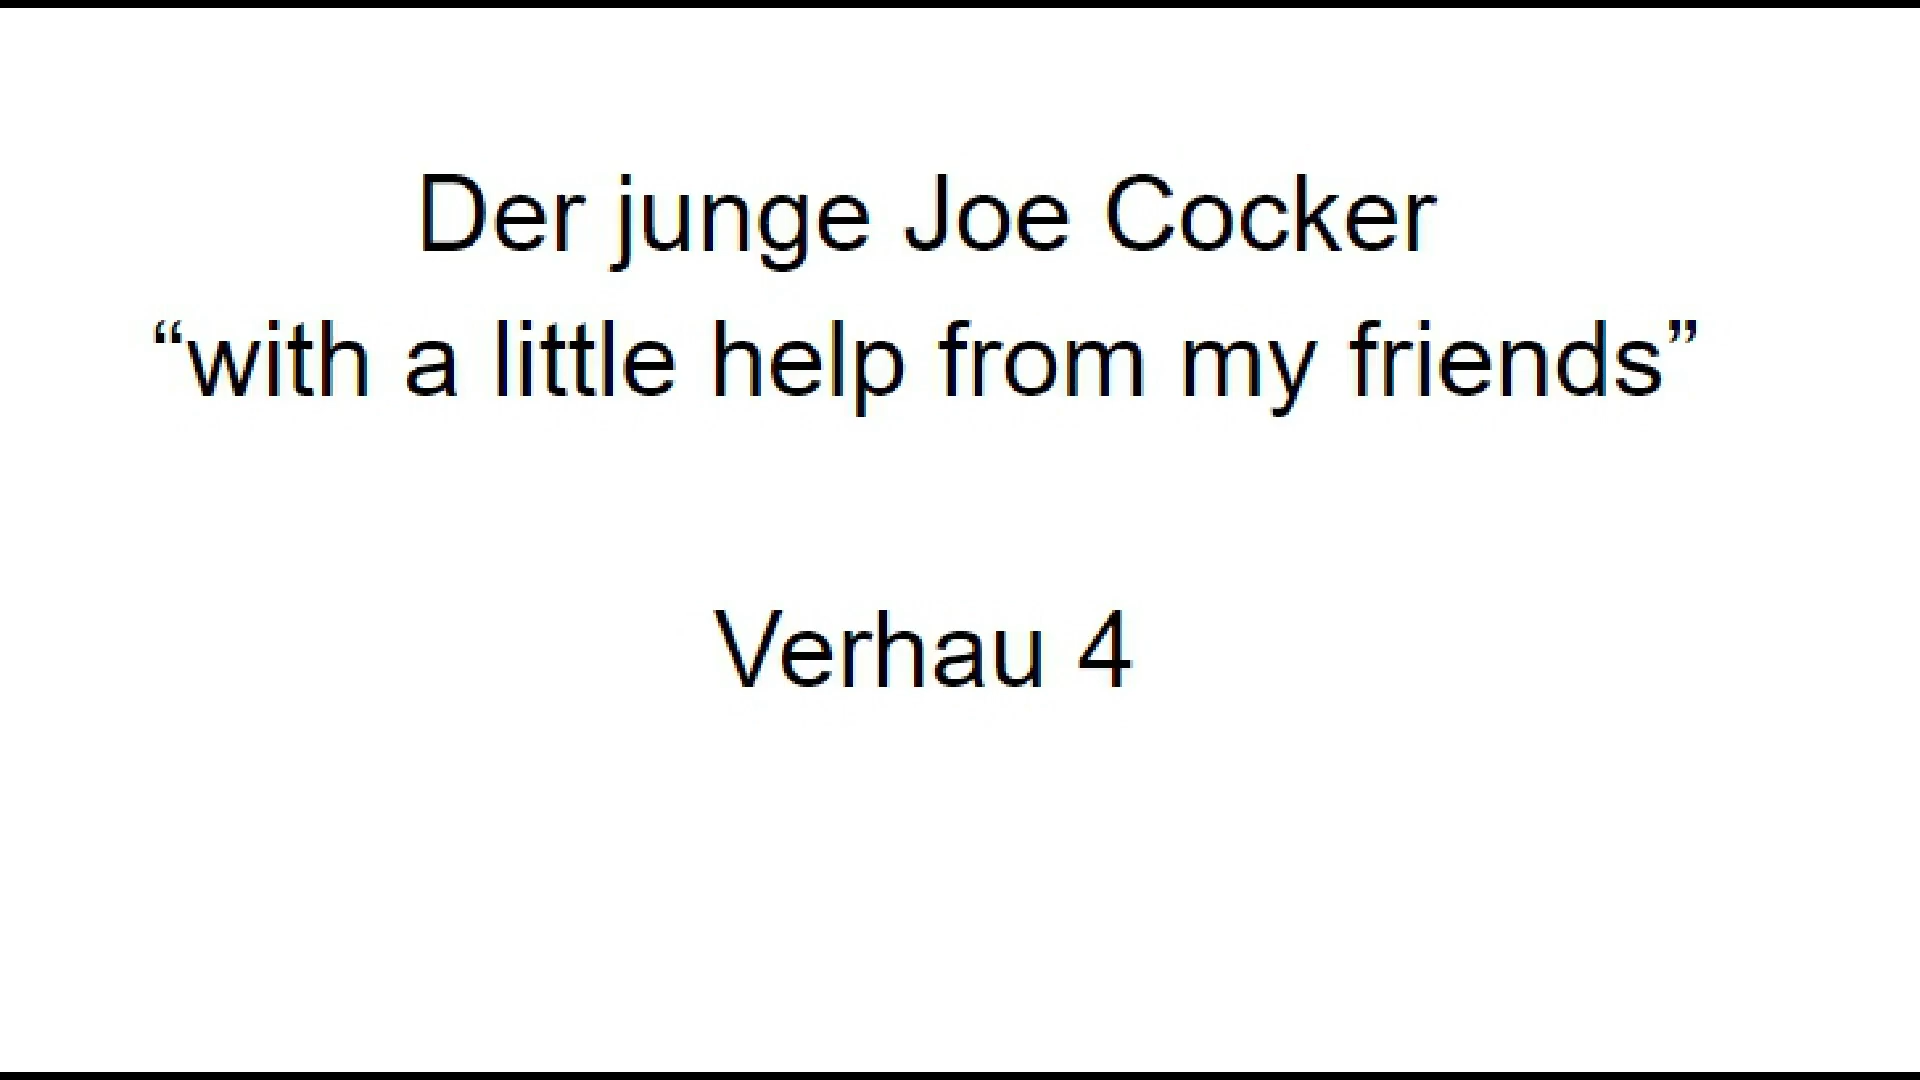 Der junge Joe Cocker
“with a little help from my friends”
Verhau 4